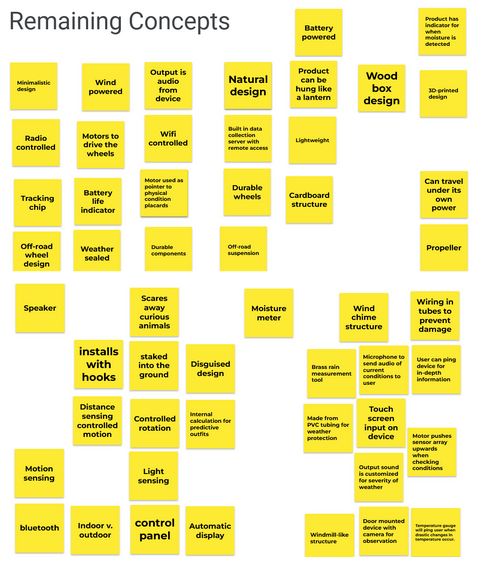 Remaining Concepts
Battery
powered
Product has
indicator for
when
moisture is
detected
Minimalistic
design
Wind
powered
Output is
audio
from
device
Natural
design
Product
can be
hung like
a lantern
Wood
box
design
3D-printed
design
Radio
controlled
Motors to
drive the
wheels
Wifi
controlled
Built in data
collection
server with
remote access
Lightweight
Tracking
chip
Battery
life
indicator
Motor used as
pointer to
physical
condition
placards
Durable
wheels
Cardboard
structure
Can travel
under its
own
power
Off-road
wheel
design
Weather
sealed
Durable
components
Off-road
suspension
Propeller
Speaker
Scares
away
curious
animals
Moisture
meter
Wind
chime
structure
Wiring in
tubes to
prevent
damage
installs
with
hooks
staked
into the
ground
Disguised
design
Brass rain
measurement
tool
Microphone to
send audio of
current
conditions to
user
User can ping
device for
in-depth
information
Distance
sensing
controlled
motion
Controlled
rotation
Internal
calculation for
predictive
outfits
Made from
PVC tubing for
weather
protection
Touch
screen
input on
device
Motor pushes
sensor array
upwards
when
checking
conditions
Motion
sensing
Light
sensing
Output sound
is customized
for severity of
weather
bluetooth
Indoor v.
outdoor
control
panel
Automatic
display
Windmill-like
structure
Door mounted
device with
camera for
observation
Temperature gauge
will ping user when
drastic changes in
temperature occur.